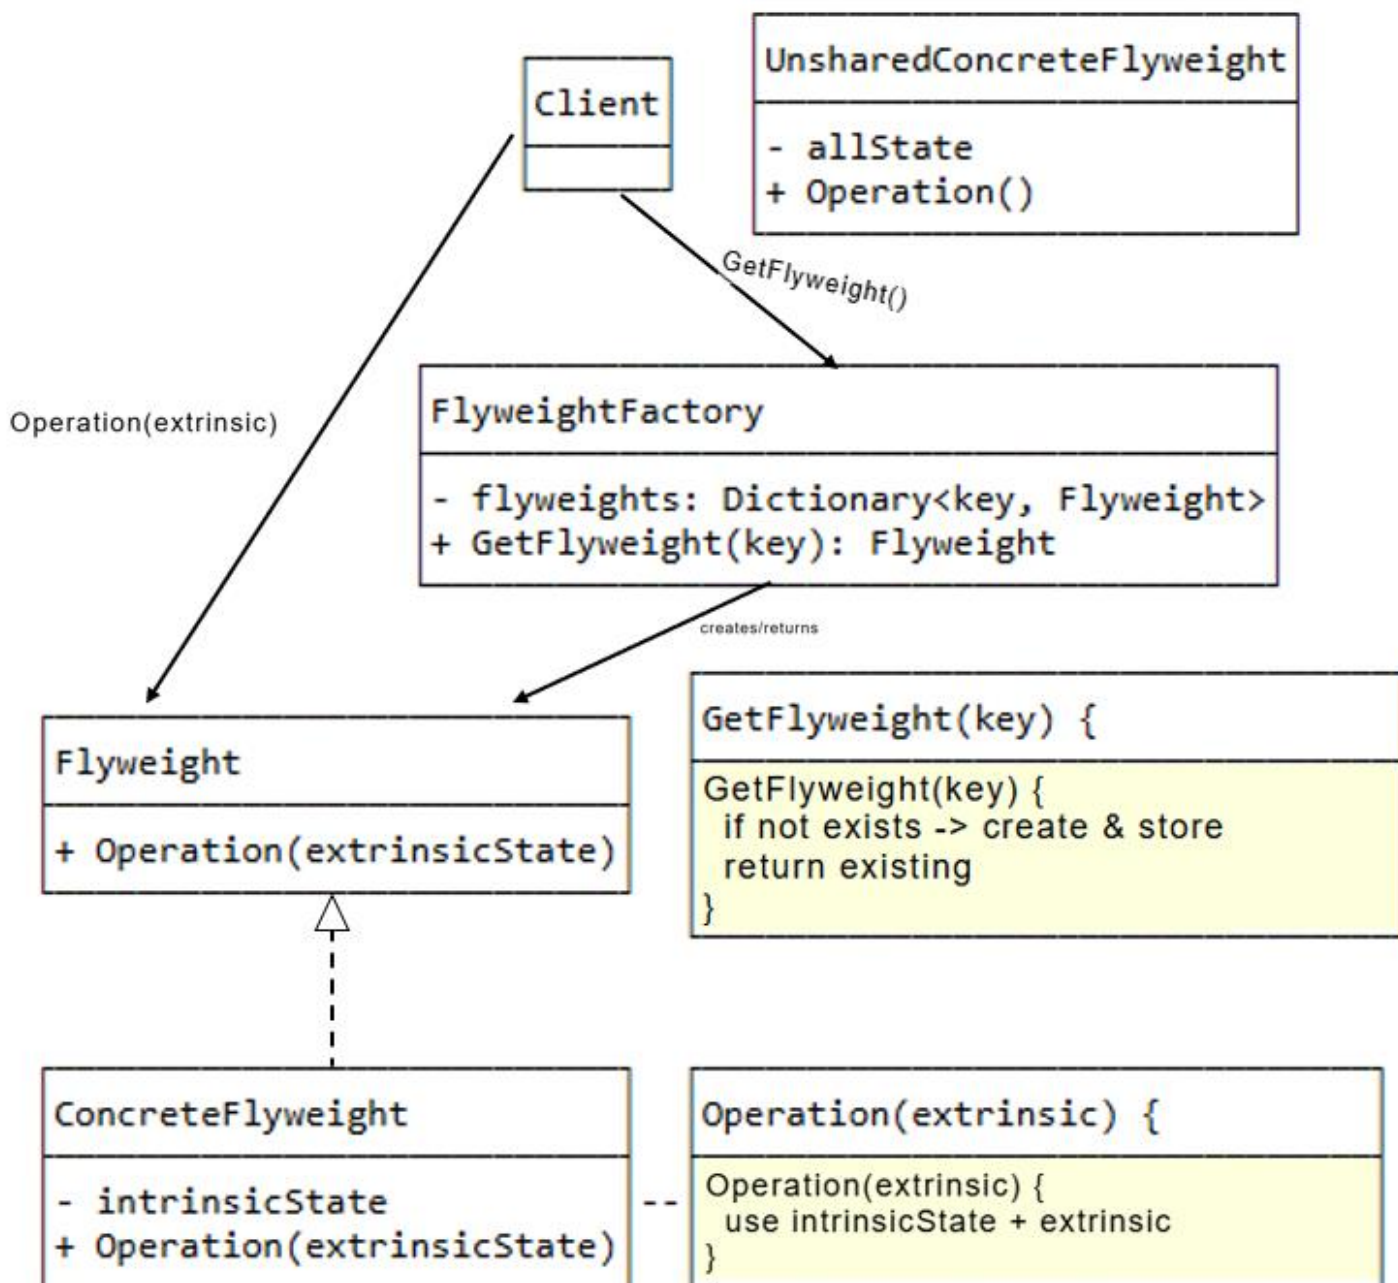 Client
UnsharedConcreteFlyweight
- allState
+ Operation()
GetFlyweight()
Operation(extrinsic)
FlyweightFactory
- flyweights: Dictionary<key, Flyweight>
+ GetFlyweight(key): Flyweight
creates/returns
Flyweight
+ Operation(extrinsicState)
GetFlyweight(key) {
GetFlyweight(key) {
if not exists -> create & store
return existing
}
ConcreteFlyweight
- intrinsicState
+ Operation(extrinsicState)
--
Operation(extrinsic) {
Operation(extrinsic) {
use intrinsicState + extrinsic
}